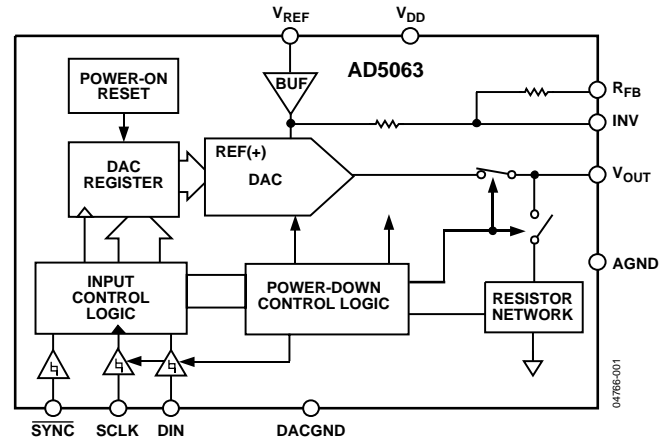 VREF
VDD
AD5063
POWER-ON
RESET
BUF
RFB
INV
REF(+)
DAC
DAC
REGISTER
VOUT
AGND
INPUT
CONTROL
LOGIC
POWER-DOWN
CONTROL LOGIC
RESISTOR
NETWORK
SYNC
SCLK
DIN
DACGND
04766-001